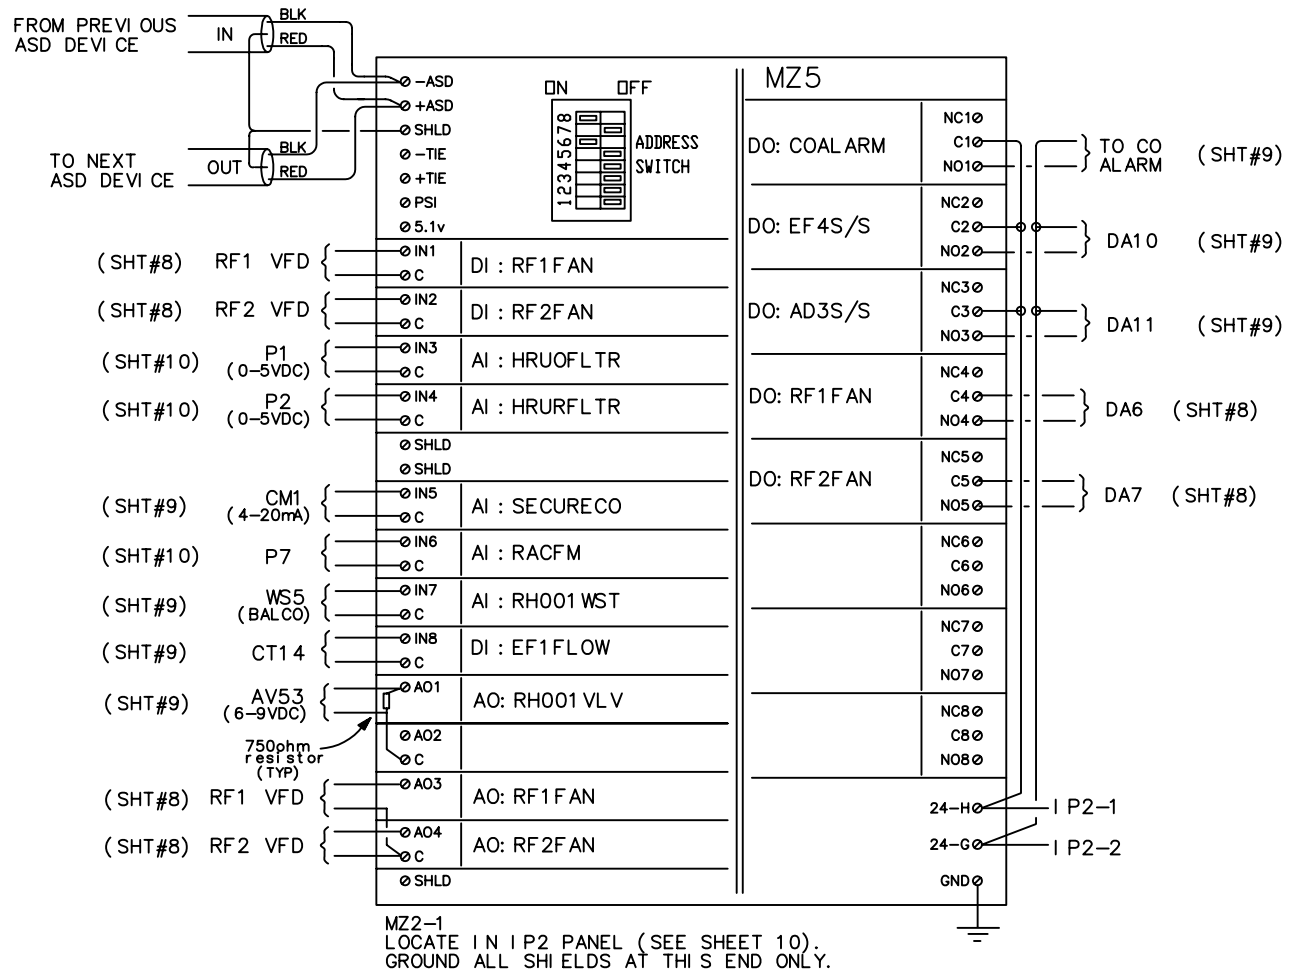 FROM PREVIOUS
ASD DEVICE
IN
BLK
RED
TO NEXT
ASD DEVICE
OUT
BLK
RED
-ASD
+ASD
SHLD
-TIE
+TIE
PSI
5.1v
ON OFF
1 2 3 4 5 6 7 8
ADDRESS
SWITCH
MZ5
(SHT#8) RF1 VFD IN1 C DI: RF1FAN
(SHT#8) RF2 VFD IN2 C DI: RF2FAN
(SHT#10) P1 (0-5VDC) IN3 C AI: HRUOFLTR
(SHT#10) P2 (0-5VDC) IN4 C AI: HRURFLTR
SHLD
SHLD
(SHT#9) CM1 (4-20mA) IN5 C AI: SECURECO
(SHT#10) P7 IN6 C AI: RACFM
(SHT#9) WS5 (BALCO) IN7 C AI: RH001WST
(SHT#9) CT14 IN8 C DI: EF1FLOW
(SHT#9) AV53 (6-9VDC) AO1 AO: RH001VLV
750ohm
resistor
(TYP)
AO2
C
(SHT#8) RF1 VFD AO3 AO: RF1FAN
(SHT#8) RF2 VFD AO4 C AO: RF2FAN
SHLD
DO: COALARM NC1 C1 NO1 TO CO ALARM (SHT#9)
DO: EF4S/S NC2 C2 NO2 DA10 (SHT#9)
DO: AD3S/S NC3 C3 NO3 DA11 (SHT#9)
DO: RF1FAN NC4 C4 NO4 DA6 (SHT#8)
DO: RF2FAN NC5 C5 NO5 DA7 (SHT#8)
NC6
C6
NO6
NC7
C7
NO7
NC8
C8
NO8
24-H IP2-1
24-G IP2-2
GND
MZ2-1
LOCATE IN IP2 PANEL (SEE SHEET 10).
GROUND ALL SHIELDS AT THIS END ONLY.